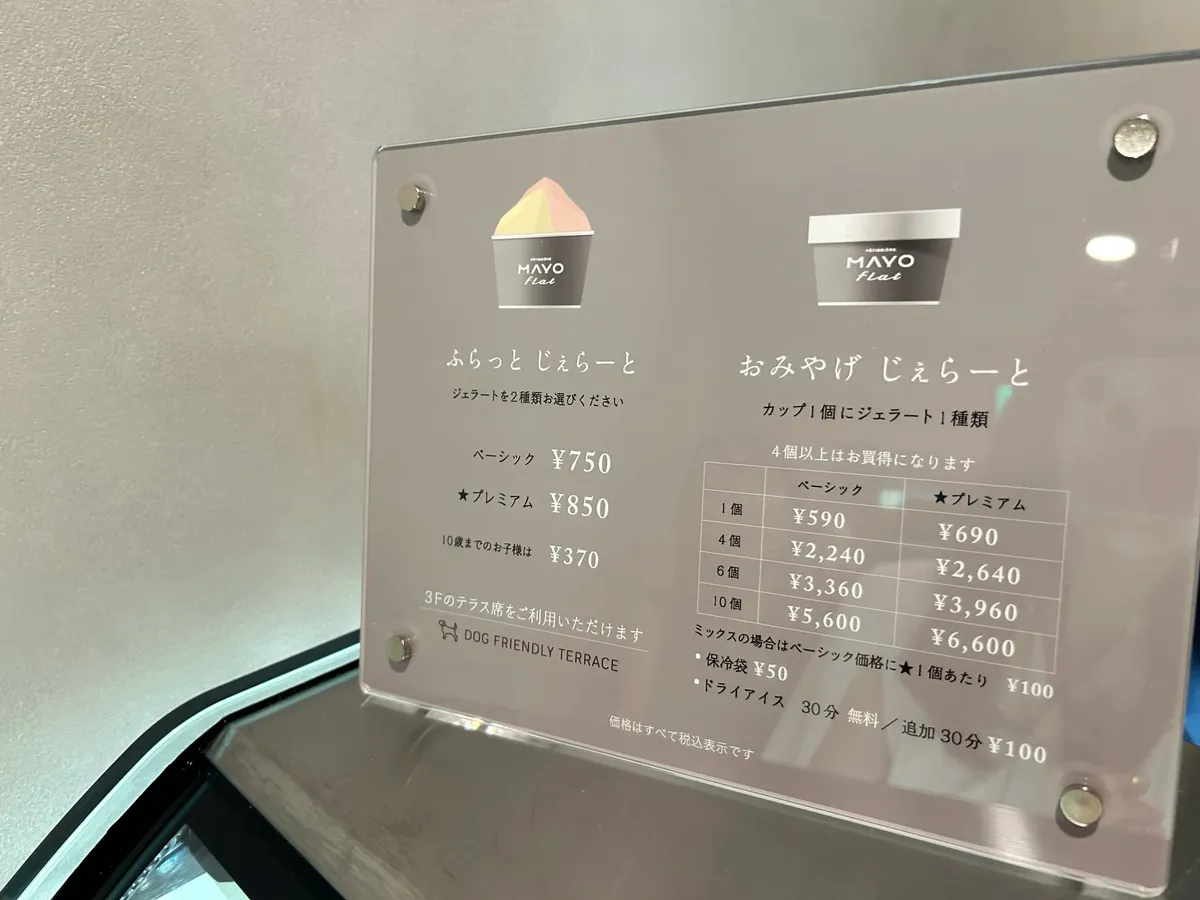 PÂTISSIÈRE
MAYO
flat
ふらっと じぇらーと
ジェラートを2種類お選びください
ベーシック ¥750
★プレミアム ¥850
10歳までのお子様は ¥370
3Fのテラス席をご利用いただけます
DOG FRIENDLY TERRACE
PÂTISSIÈRE
MAYO
flat
おみやげ じぇらーと
カップ1個にジェラート1種類
4個以上はお買得になります
ベーシック ★プレミアム
1個 ¥590 ¥690
4個 ¥2,240 ¥2,640
6個 ¥3,360 ¥3,960
10個 ¥5,600 ¥6,600
ミックスの場合はベーシック価格に★1個あたり ¥100
・保冷袋 ¥50
・ドライアイス 30分 無料／追加30分 ¥100
価格はすべて税込表示です